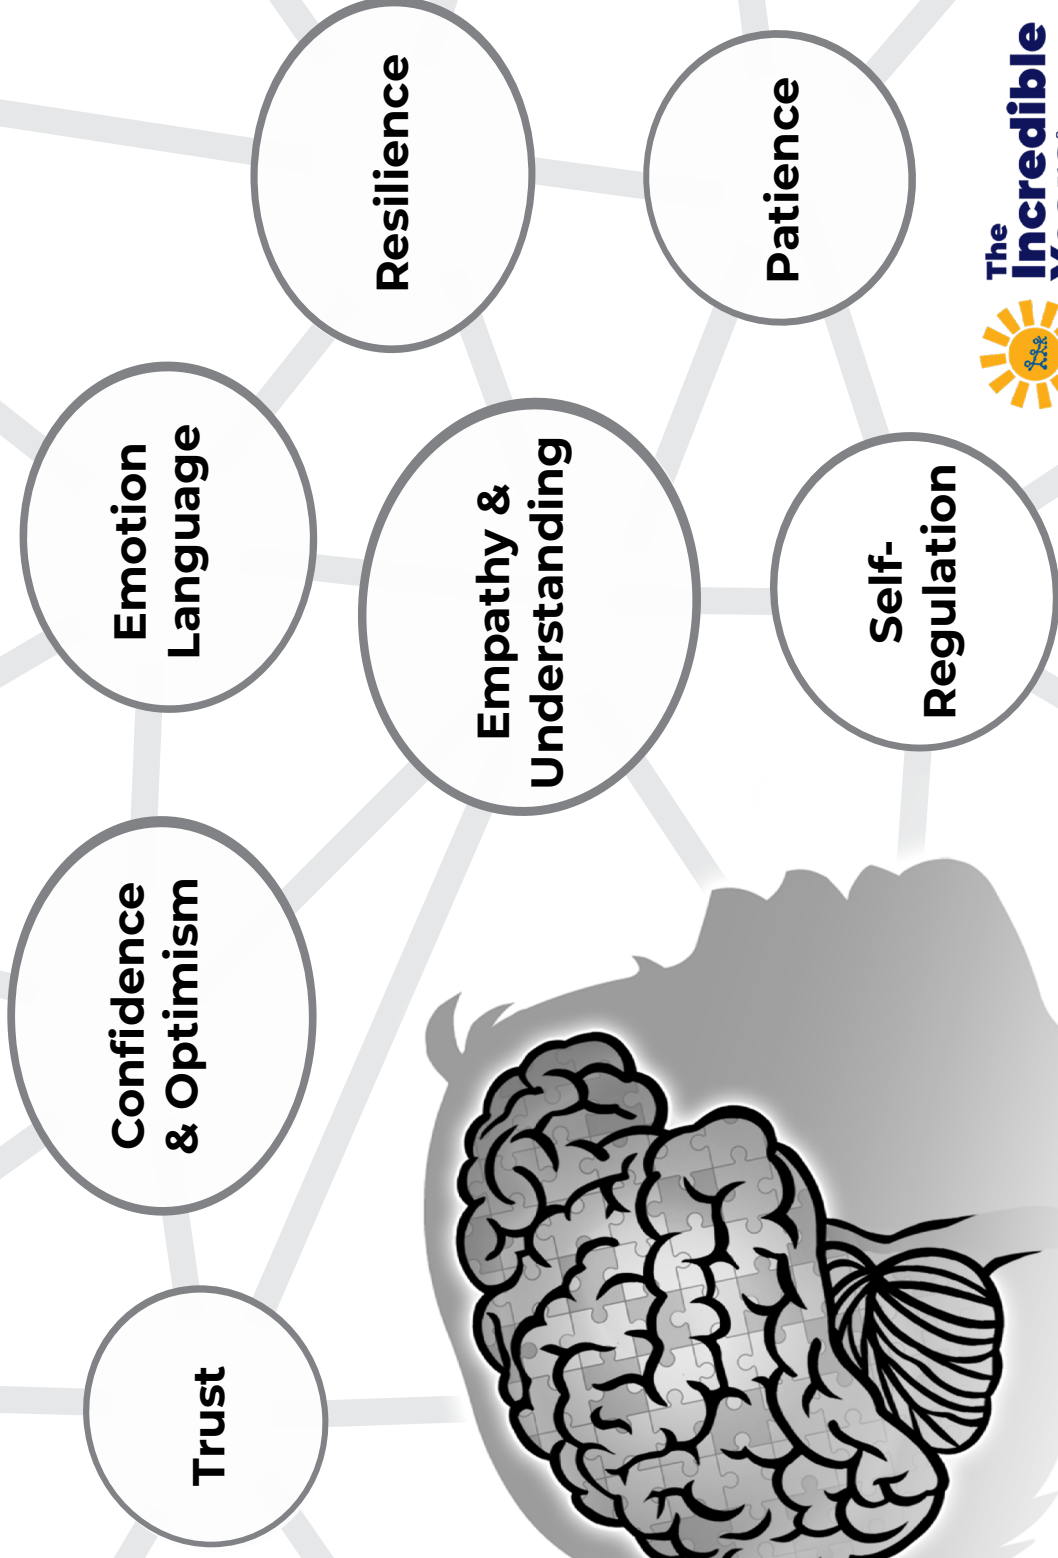 Trust
Confidence
& Optimism
Emotion
Language
Resilience
Empathy &
Understanding
Patience
Self-
Regulation
The
Incredible